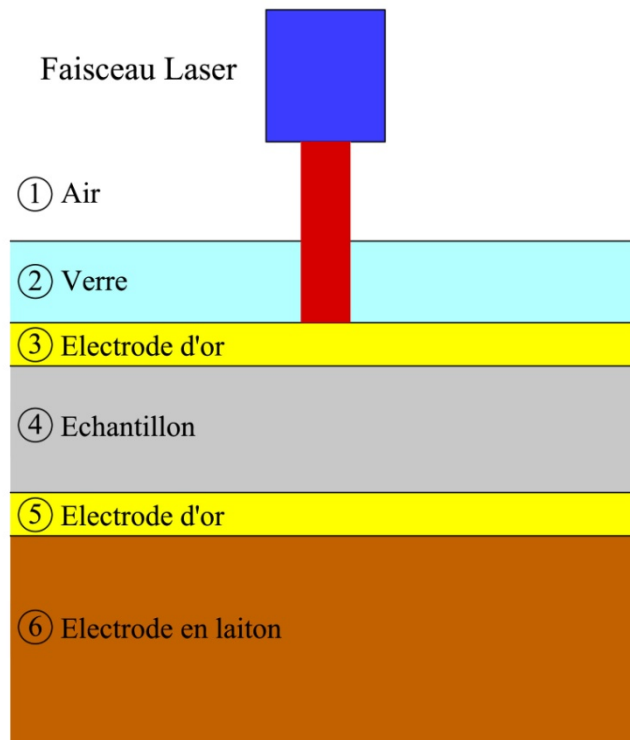 Faisceau Laser
① Air
② Verre
③ Electrode d'or
④ Echantillon
⑤ Electrode d'or
⑥ Electrode en laiton